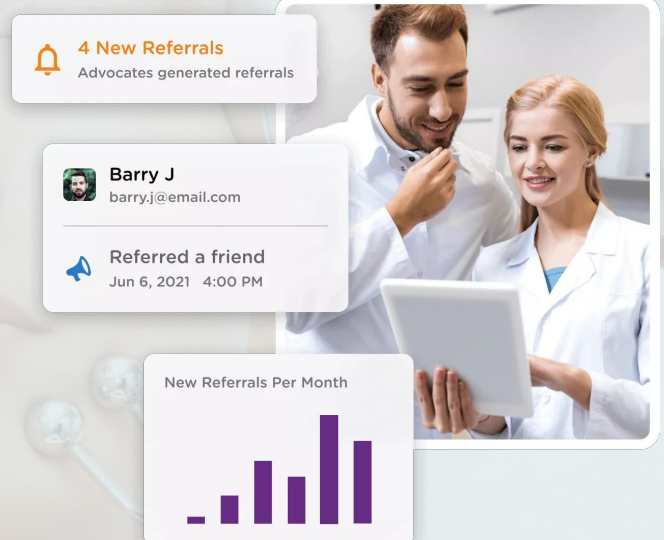 4 New Referrals
Advocates generated referrals
Barry J
barry.j@email.com
Referred a friend
Jun 6, 2021 4:00 PM
New Referrals Per Month